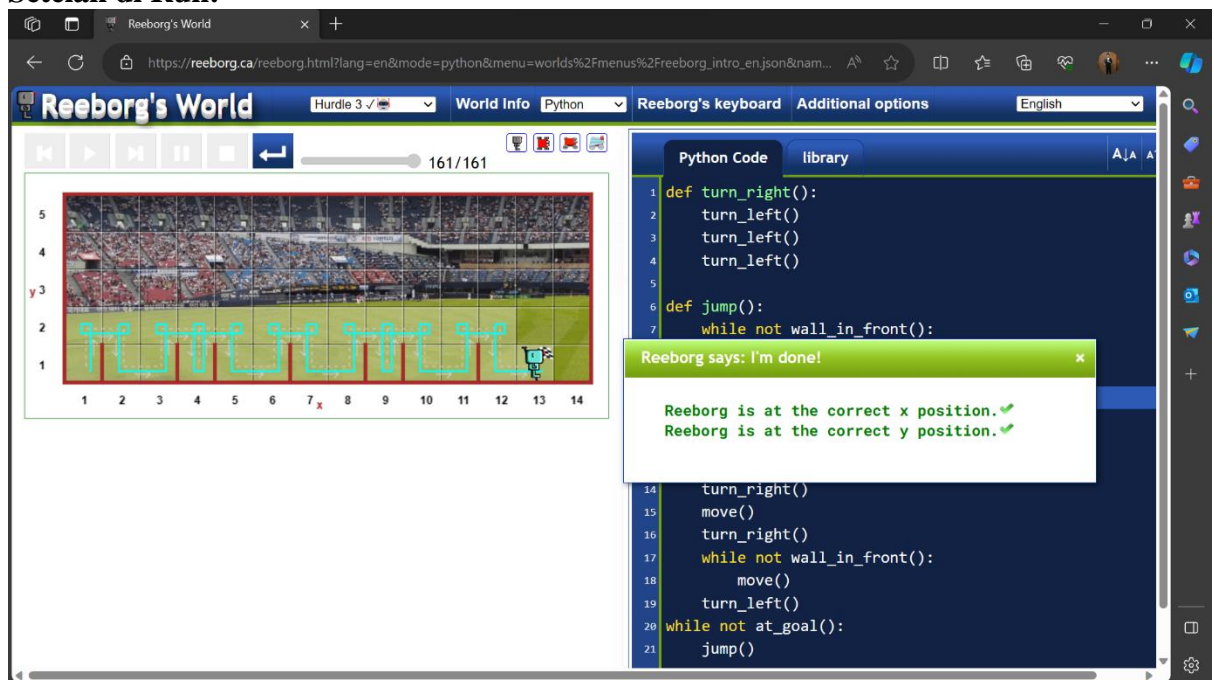 Setelah di Run:
Reeborg's World
https://reeborg.ca/reeborg.html?lang=en&mode=python&menu=worlds%2Fmenus%2Freeborg_intro_en.json&nam...
Reeborg's World
Hurdle 3 √
World Info
Python
Reeborg's keyboard
Additional options
English
161/161
Python Code
library
1 def turn_right():
2 turn_left()
3 turn_left()
4 turn_left()
5
6 def jump():
7 while not wall_in_front():
Reeborg says: I'm done!
×
Reeborg is at the correct x position.
Reeborg is at the correct y position.
14 turn_right()
15 move()
16 turn_right()
17 while not wall_in_front():
18 move()
19 turn_left()
20 while not at_goal():
21 jump()
5
4
y 3
2
1
1 2 3 4 5 6 7 x 8 9 10 11 12 13 14